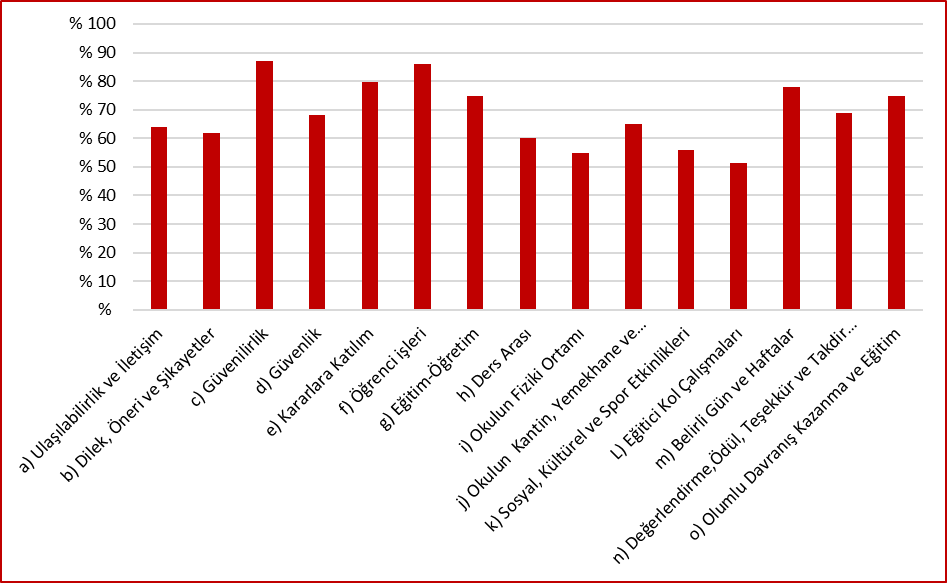 % 100
% 90
% 80
% 70
% 60
% 50
% 40
% 30
% 20
% 10
%
a) Ulaşılabilirlik ve İletişim
b) Dilek, Öneri ve Şikayetler
c) Güvenilirlik
d) Güvenlik
e) Kararlara Katılım
f) Öğrenci işleri
g) Eğitim-Öğretim
h) Ders Arası
i) Okulun Fiziki Ortamı
j) Okulun Kantin, Yemekhane ve...
k) Sosyal, Kültürel ve Spor Etkinlikleri
L) Eğitici Kol Çalışmaları
m) Belirli Gün ve Haftalar
n) Değerlendirme,Ödül, Teşekkür ve Takdir...
o) Olumlu Davranış Kazanma ve Eğitim